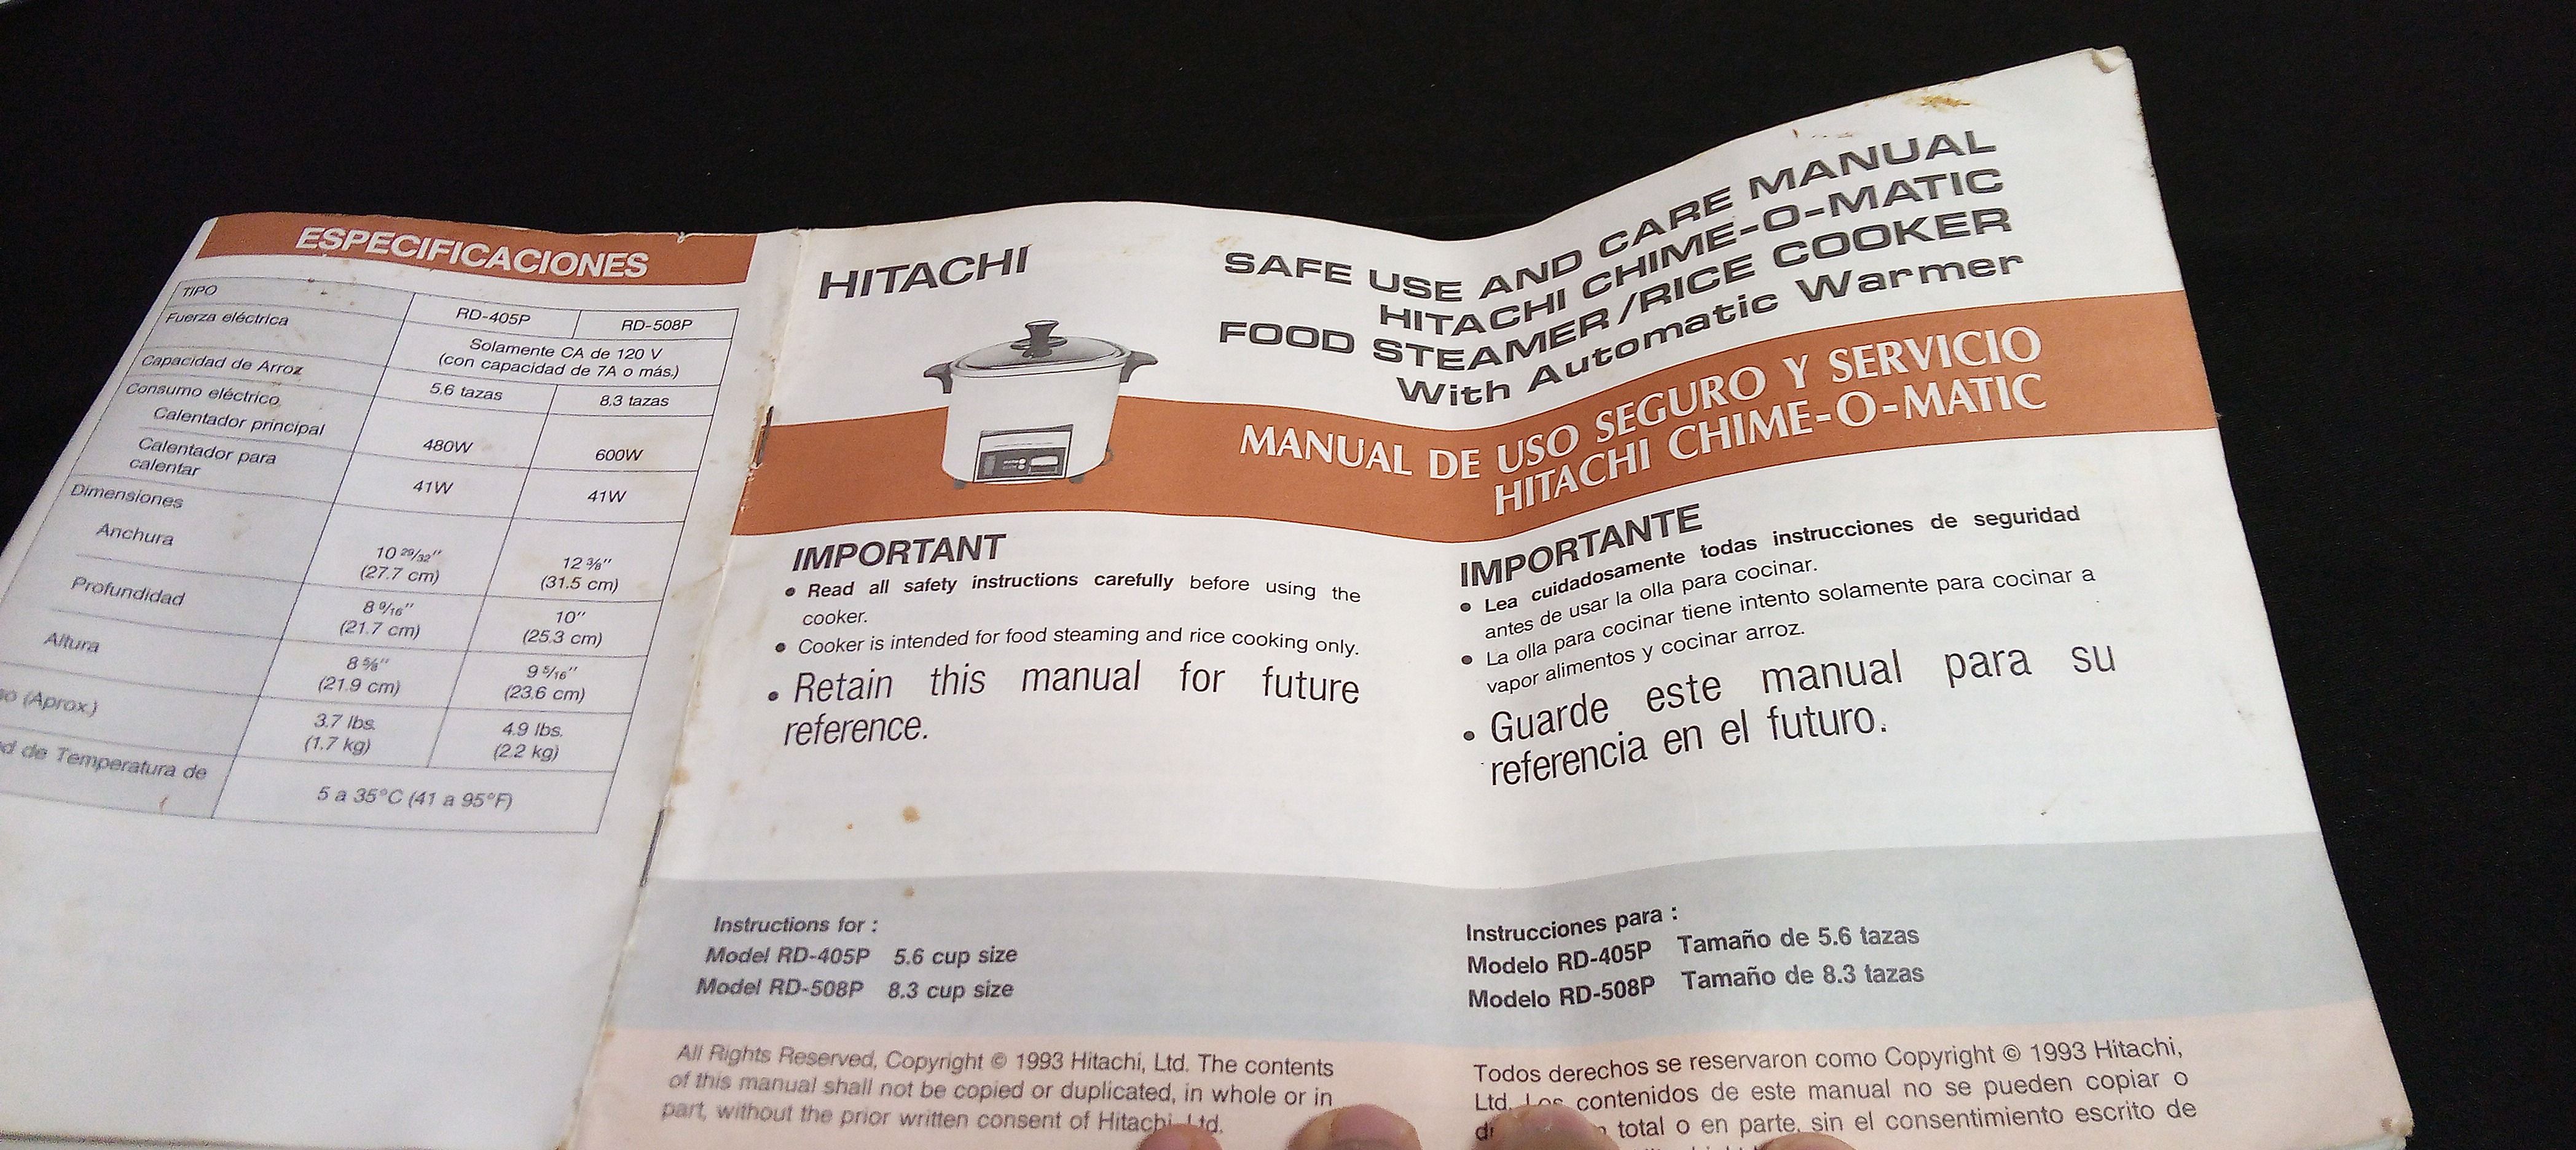 ESPECIFICACIONES
TIPO
RD-405P RD-508P
Fuerza eléctrica
Solamente CA de 120 V
(con capacidad de 7A o más.)
Capacidad de Arroz
5.6 tazas 8.3 tazas
Consumo eléctrico
Calentador principal
480W 600W
Calentador para
calentar
41W 41W
Dimensiones
Anchura
10 29/32" 12 3/8"
(27.7 cm) (31.5 cm)
Profundidad
8 9/16" 10"
(21.7 cm) (25.3 cm)
Altura
8 5/8" 9 5/16"
(21.9 cm) (23.6 cm)
(Aprox.)
3.7 lbs. 4.9 lbs.
(1.7 kg) (2.2 kg)
de Temperatura de
5 a 35°C (41 a 95°F)
HITACHI
SAFE USE AND CARE MANUAL
HITACHI CHIME-O-MATIC
FOOD STEAMER/RICE COOKER
With Automatic Warmer
MANUAL DE USO SEGURO Y SERVICIO
HITACHI CHIME-O-MATIC
IMPORTANT
• Read all safety instructions carefully before using the
cooker.
• Cooker is intended for food steaming and rice cooking only.
• Retain this manual for future
reference.
IMPORTANTE
• Lea cuidadosamente todas instrucciones de seguridad
antes de usar la olla para cocinar.
• La olla para cocinar tiene intento solamente para cocinar a
vapor alimentos y cocinar arroz.
• Guarde este manual para su
referencia en el futuro.
Instructions for :
Model RD-405P 5.6 cup size
Model RD-508P 8.3 cup size
Instrucciones para :
Modelo RD-405P Tamaño de 5.6 tazas
Modelo RD-508P Tamaño de 8.3 tazas
All Rights Reserved, Copyright © 1993 Hitachi, Ltd. The contents
of this manual shall not be copied or duplicated, in whole or in
part, without the prior written consent of Hitachi, Ltd.
Todos derechos se reservaron como Copyright © 1993 Hitachi,
Ltd. Los contenidos de este manual no se pueden copiar o
total o en parte, sin el consentimiento escrito de